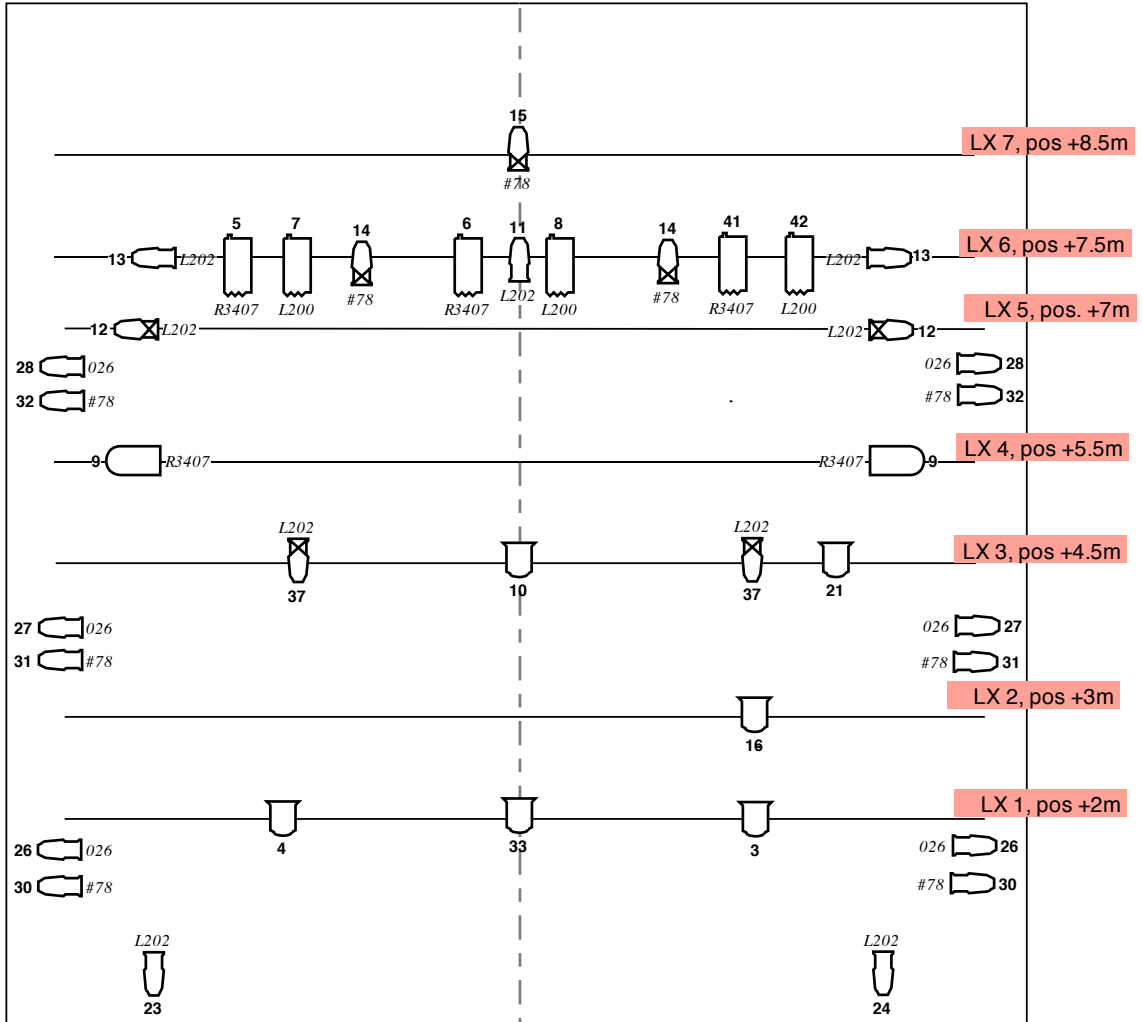 15
LX 7, pos +8.5m
#78
5 7 14 6 11 8 14 41 42
LX 6, pos +7.5m
13 L202 L202 13
#78 L202 #78
R3407 L200 R3407 L200 R3407 L200
LX 5, pos. +7m
12 L202 L202 12
28 026 026 28
32 #78 #78 32
LX 4, pos +5.5m
9 R3407 R3407 9
L202 L202
LX 3, pos +4.5m
37 10 37 21
27 026 026 27
31 #78 #78 31
LX 2, pos +3m
16
LX 1, pos +2m
4 33 3
26 026 026 26
30 #78 #78 30
L202 L202
23 24